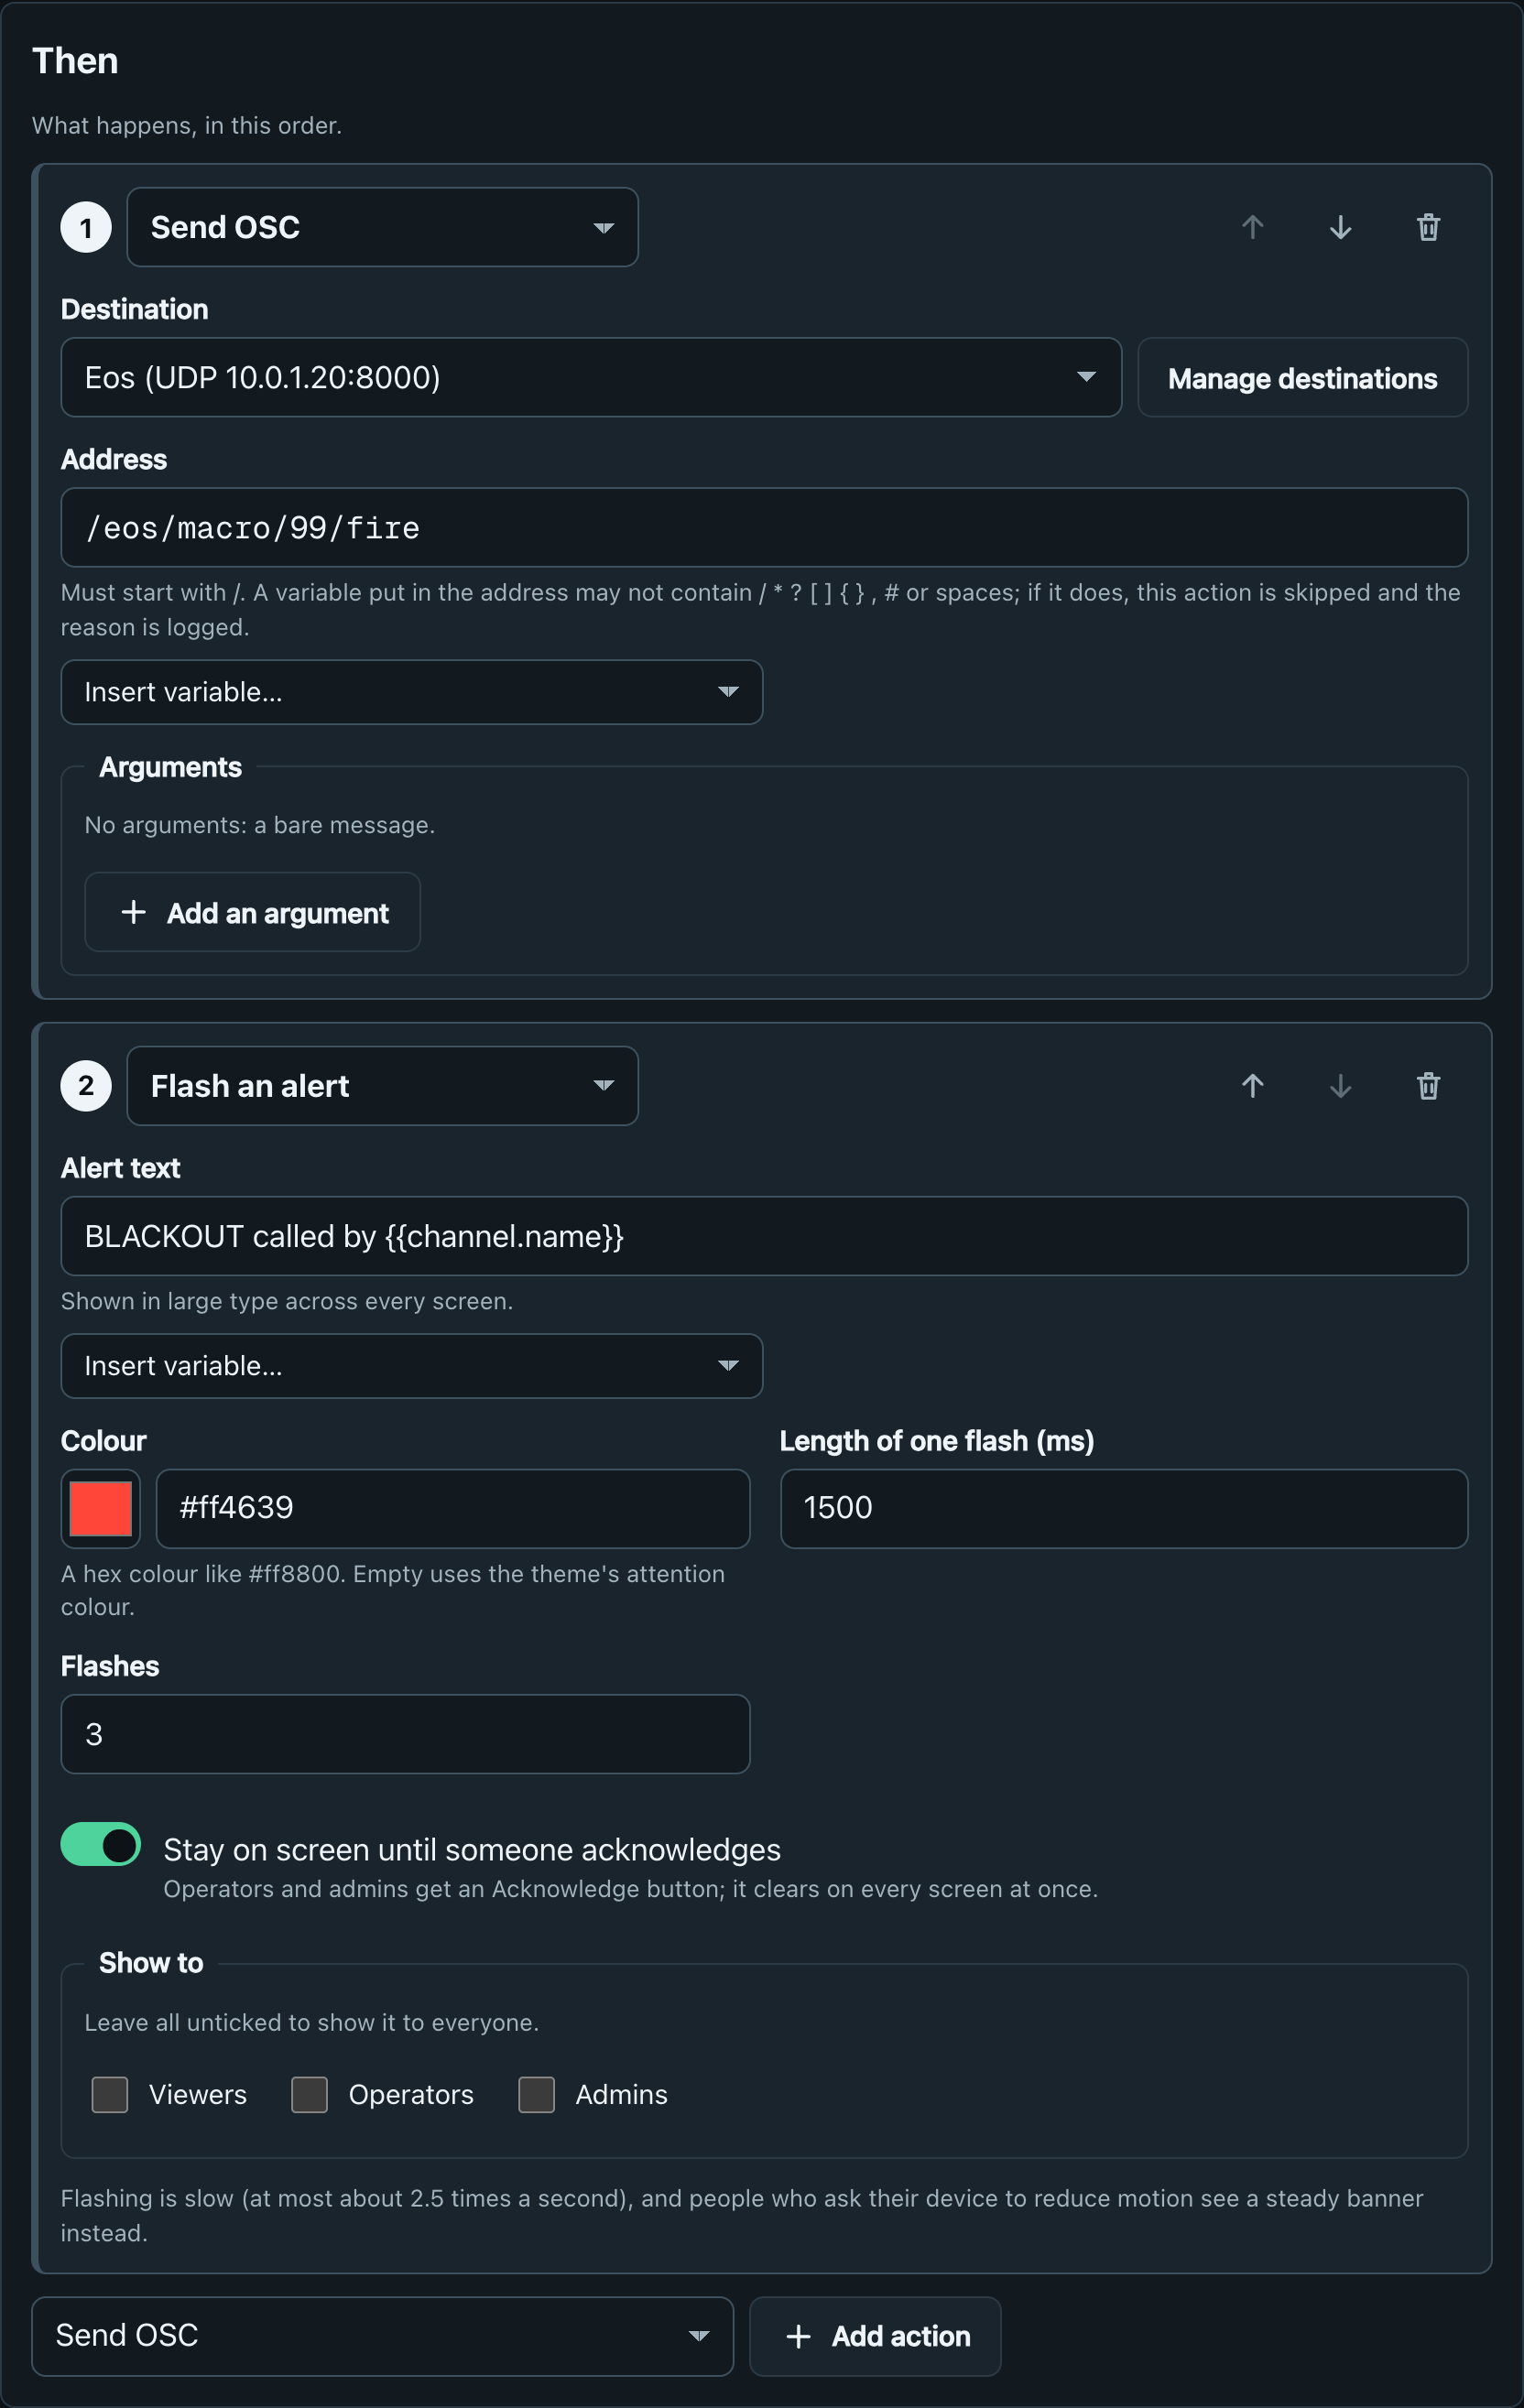 Then
What happens, in this order.
1
Send OSC
Destination
Eos (UDP 10.0.1.20:8000)
Manage destinations
Address
/eos/macro/99/fire
Must start with /. A variable put in the address may not contain / * ? [ ] { } , # or spaces; if it does, this action is skipped and the
reason is logged.
Insert variable...
Arguments
No arguments: a bare message.
+ Add an argument
2
Flash an alert
Alert text
BLACKOUT called by {{channel.name}}
Shown in large type across every screen.
Insert variable...
Colour
Length of one flash (ms)
#ff4639
1500
A hex colour like #ff8800. Empty uses the theme's attention
colour.
Flashes
3
Stay on screen until someone acknowledges
Operators and admins get an Acknowledge button; it clears on every screen at once.
Show to
Leave all unticked to show it to everyone.
Viewers
Operators
Admins
Flashing is slow (at most about 2.5 times a second), and people who ask their device to reduce motion see a steady banner
instead.
Send OSC
+ Add action